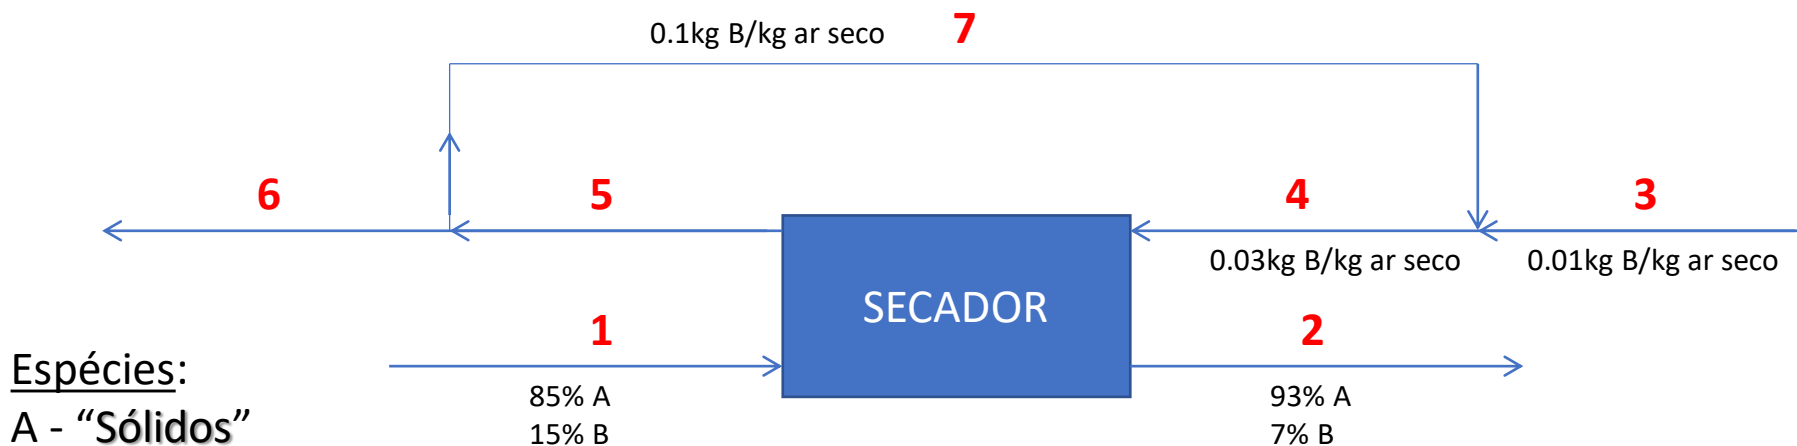 0.1kg B/kg ar seco 7
6 5 4 3
0.03kg B/kg ar seco 0.01kg B/kg ar seco
SECADOR
1 2
Espécies:
85% A 93% A
A - “Sólidos”
15% B 7% B